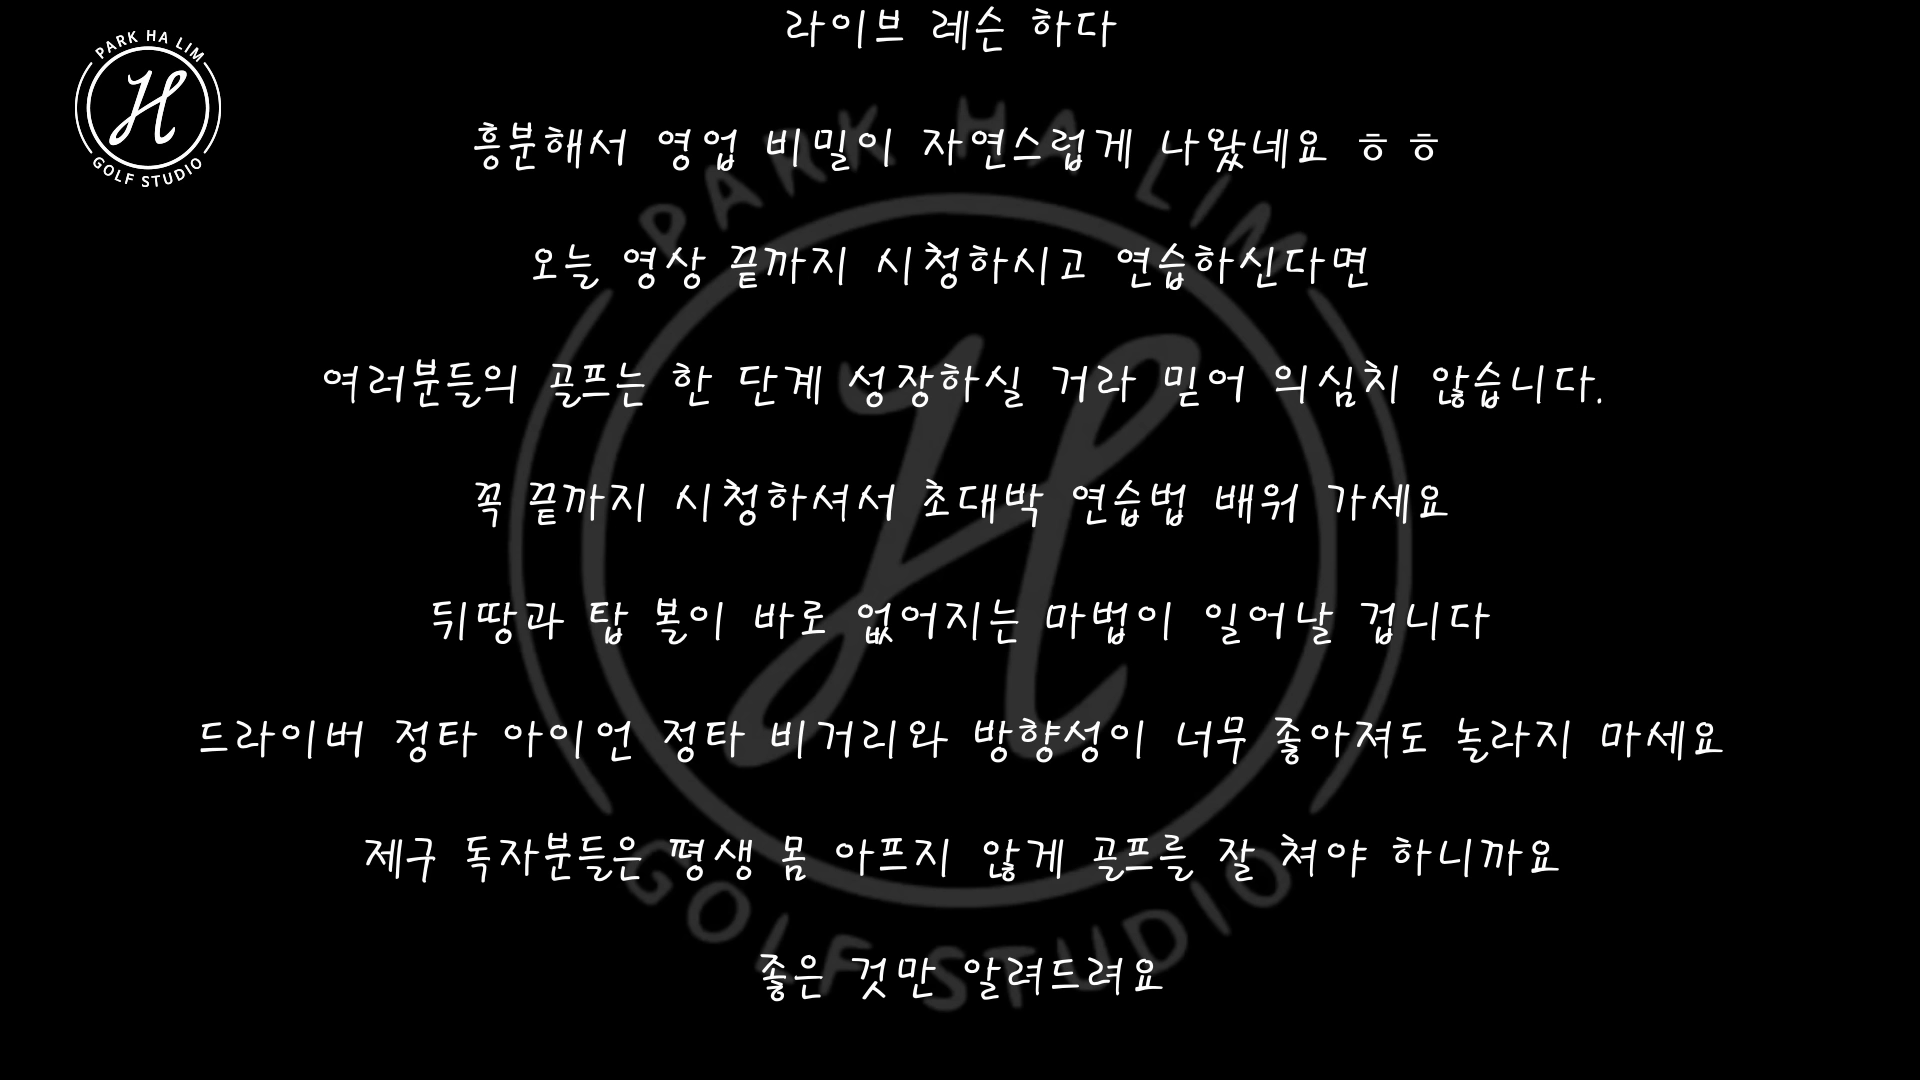 라이브 레슨 하다
PARK HA LIM
H
GOLF STUDIO
흥분해서 영업 비밀이 자연스럽게 나왔네요 ㅎㅎ
오늘 영상 끝까지 시청하시고 연습하신다면
여러분들의 골프는 한 단계 성장하실 거라 믿어 의심치 않습니다.
꼭 끝까지 시청하셔서 초대박 연습법 배워 가세요
뒤땅과 탑 볼이 바로 없어지는 마법이 일어날 겁니다
드라이버 정타 아이언 정타 비거리와 방향성이 너무 좋아져도 놀라지 마세요
제구 독자분들은 평생 몸 아프지 않게 골프를 잘 쳐야 하니까요
좋은 것만 알려드려요
PARK HA LIM
H
GOLF STUDIO